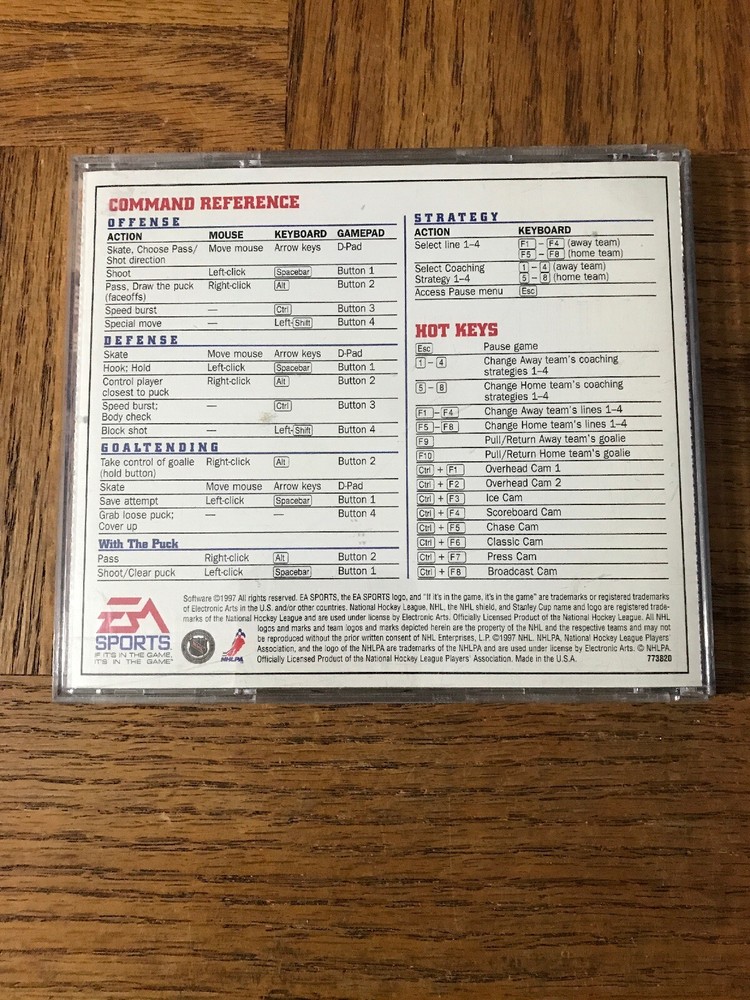 COMMAND REFERENCE
OFFENSE
ACTION MOUSE KEYBOARD GAMEPAD
Skate, Choose Pass/ Move mouse Arrow keys D-Pad
Shot direction
Shoot Left-click Spacebar Button 1
Pass, Draw the puck Right-click Alt Button 2
(faceoffs)
Speed burst — Ctrl Button 3
Special move — Left-Shift Button 4
DEFENSE
Skate Move mouse Arrow keys D-Pad
Hook; Hold Left-click Spacebar Button 1
Control player Right-click Alt Button 2
closest to puck
Speed burst; — Ctrl Button 3
Body check
Block shot — Left-Shift Button 4
GOALTENDING
Take control of goalie Right-click Alt Button 2
(hold button)
Skate Move mouse Arrow keys D-Pad
Save attempt Left-click Spacebar Button 1
Grab loose puck; — — Button 4
Cover up
With The Puck
Pass Right-click Alt Button 2
Shoot/Clear puck Left-click Spacebar Button 1
STRATEGY
ACTION KEYBOARD
Select line 1–4 F1 – F4 (away team)
F5 – F8 (home team)
Select Coaching 1 – 4 (away team)
Strategy 1–4 5 – 8 (home team)
Access Pause menu Esc
HOT KEYS
Esc Pause game
1 – 4 Change Away team's coaching
strategies 1–4
5 – 8 Change Home team's coaching
strategies 1–4
F1 – F4 Change Away team's lines 1–4
F5 – F8 Change Home team's lines 1–4
F9 Pull/Return Away team's goalie
F10 Pull/Return Home team's goalie
Ctrl + F1 Overhead Cam 1
Ctrl + F2 Overhead Cam 2
Ctrl + F3 Ice Cam
Ctrl + F4 Scoreboard Cam
Ctrl + F5 Chase Cam
Ctrl + F6 Classic Cam
Ctrl + F7 Press Cam
Ctrl + F8 Broadcast Cam
EA
SPORTS
IF IT'S IN THE GAME,
IT'S IN THE GAME
NHLPA
Software ©1997 All rights reserved. EA SPORTS, the EA SPORTS logo, and "If it's in the game, it's in the game" are trademarks or registered trademarks
of Electronic Arts in the U.S. and/or other countries. National Hockey League, NHL, the NHL shield, and Stanley Cup name and logo are registered trade-
marks of the NHL and are used under license by Electronic Arts. Officially Licensed Product of the National Hockey League. All NHL
logos and marks and team logos and marks depicted herein are the property of the NHL and the respective teams and may not
be reproduced without the prior written consent of NHL Enterprises, L.P. ©1997 NHL. NHLPA, National Hockey League Players'
Association, and the logo of the NHLPA are trademarks of the NHLPA and are used under license by Electronic Arts. © NHLPA.
Officially Licensed Product of the National Hockey League Players' Association. Made in the U.S.A. 773820